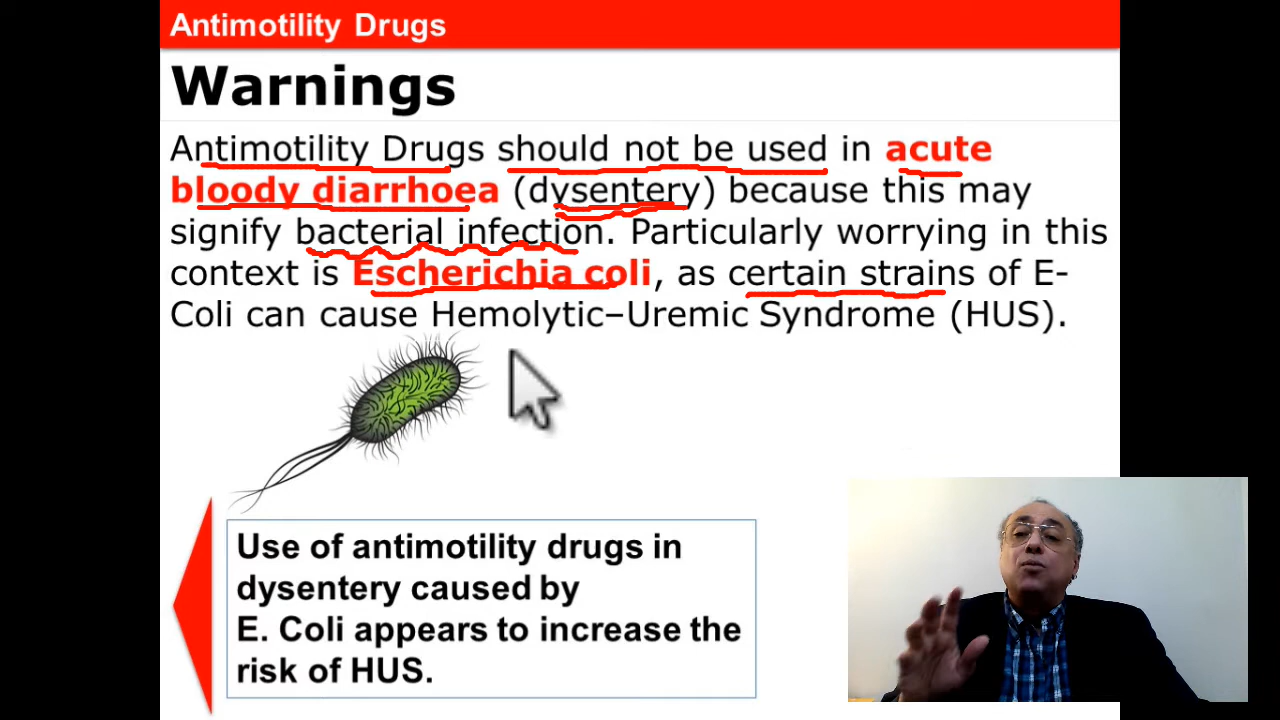 Antimotility Drugs
Warnings
Antimotility Drugs should not be used in acute
bloody diarrhoea (dysentery) because this may
signify bacterial infection. Particularly worrying in this
context is Escherichia coli, as certain strains of E-
Coli can cause Hemolytic–Uremic Syndrome (HUS).
Use of antimotility drugs in
dysentery caused by
E. Coli appears to increase the
risk of HUS.